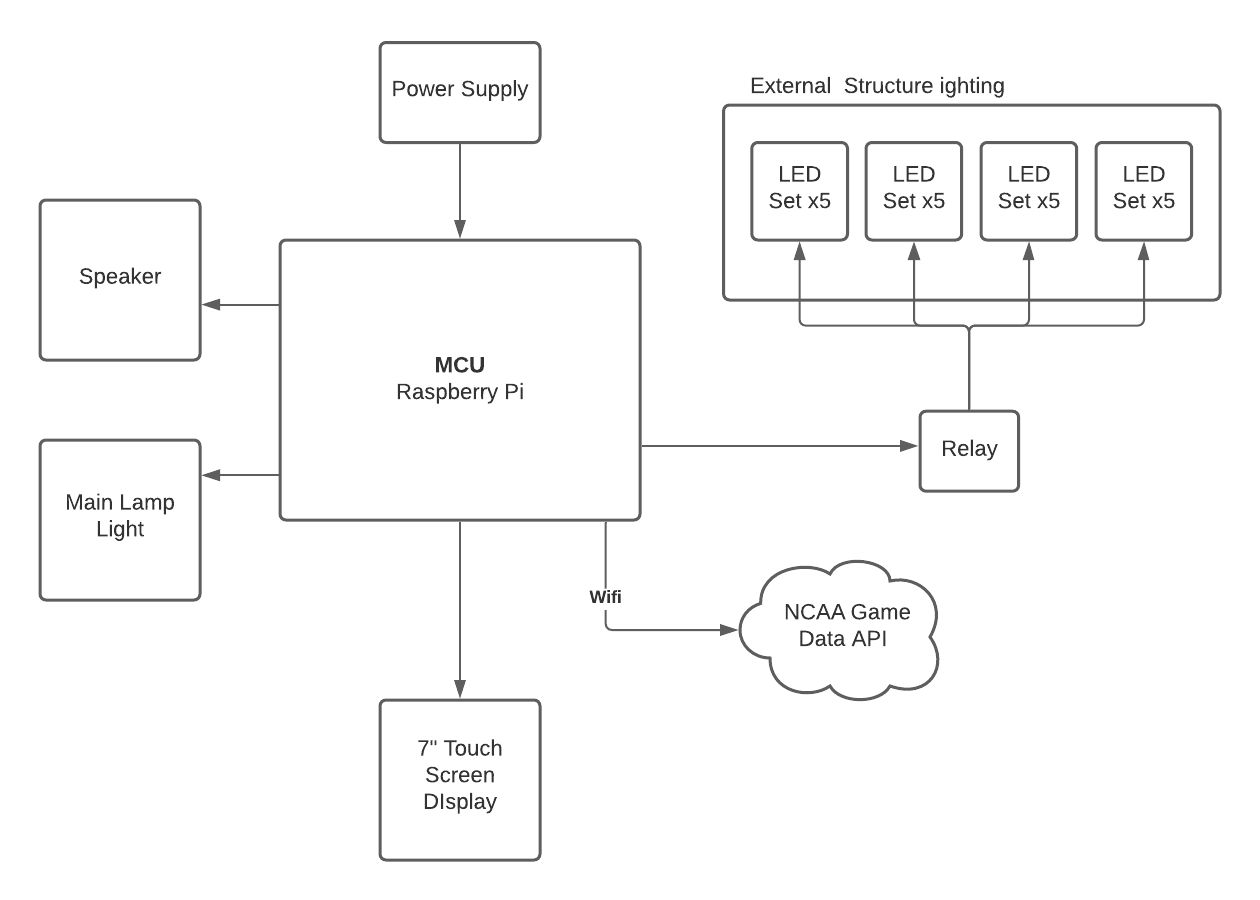 Power Supply
External  Structure ighting
LED
Set x5
LED
Set x5
LED
Set x5
LED
Set x5
Speaker
MCU
Raspberry Pi
Relay
Main Lamp
Light
Wifi
NCAA Game
Data API
7" Touch
Screen
DIsplay